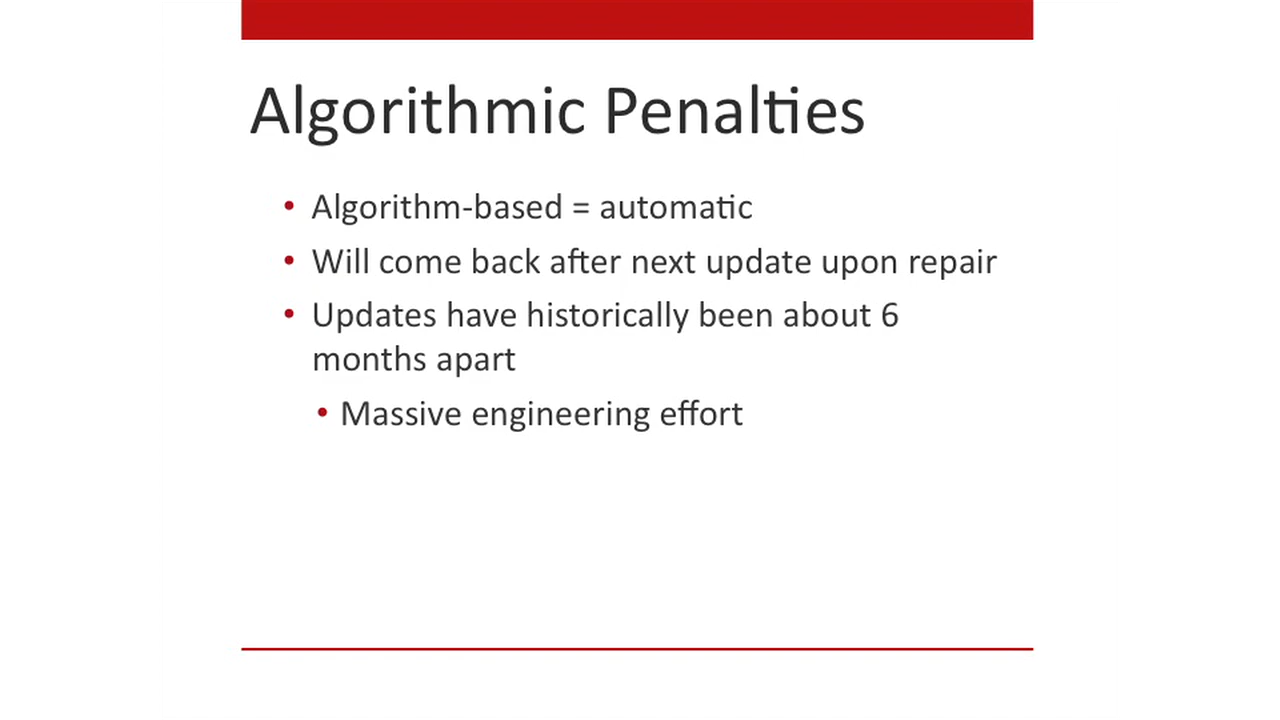 Algorithmic Penalties
• Algorithm-based = automatic
• Will come back after next update upon repair
• Updates have historically been about 6
months apart
• Massive engineering effort